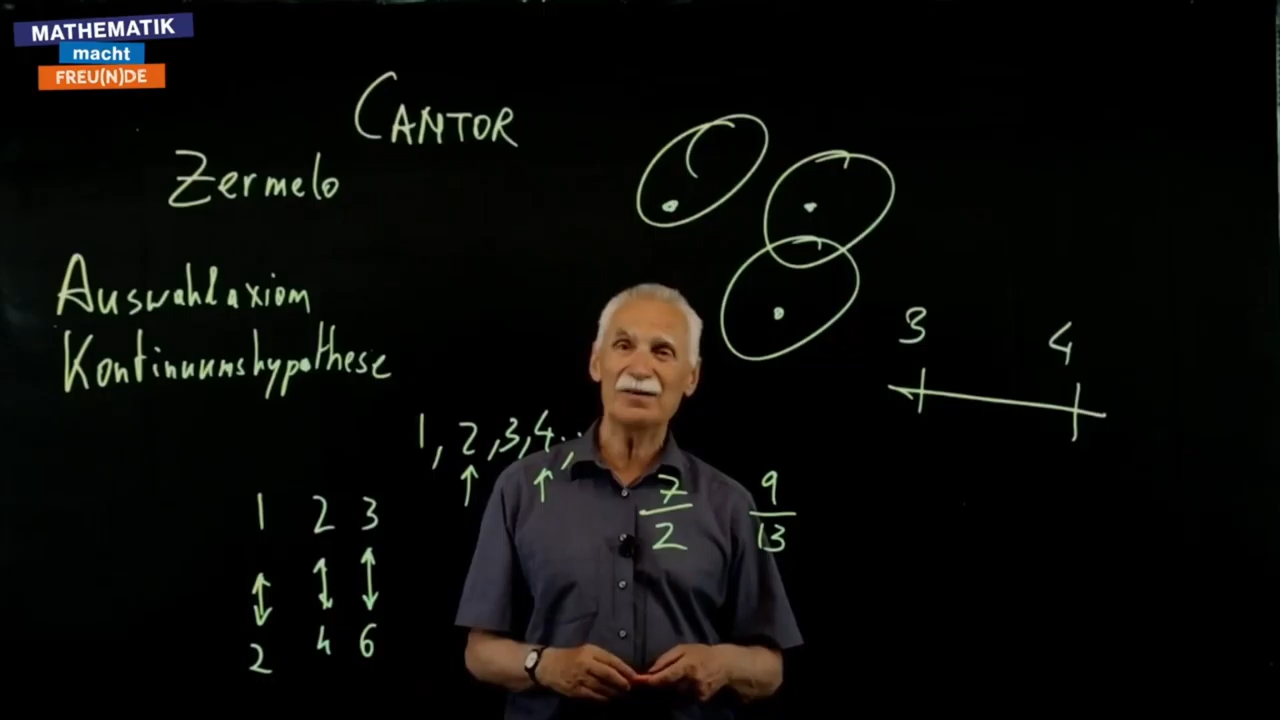 MATHEMATIK
macht
FREU(N)DE
CANTOR
Zermelo
Auswahlaxiom
Kontinuumshypothese
3 4
1, 2, 3, 4, ;
7/2 9/13
1 2 3
2 4 6